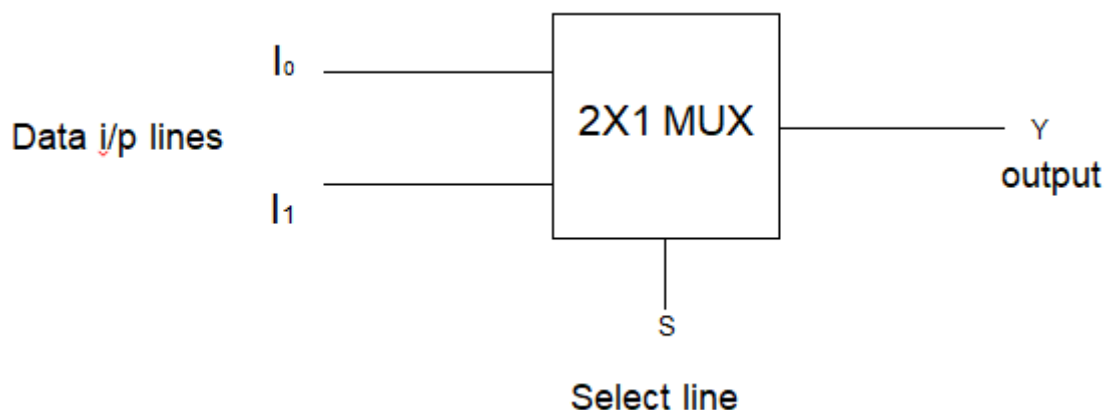 I₀
2X1 MUX
Data i/p lines
Y
output
I₁
S
Select line